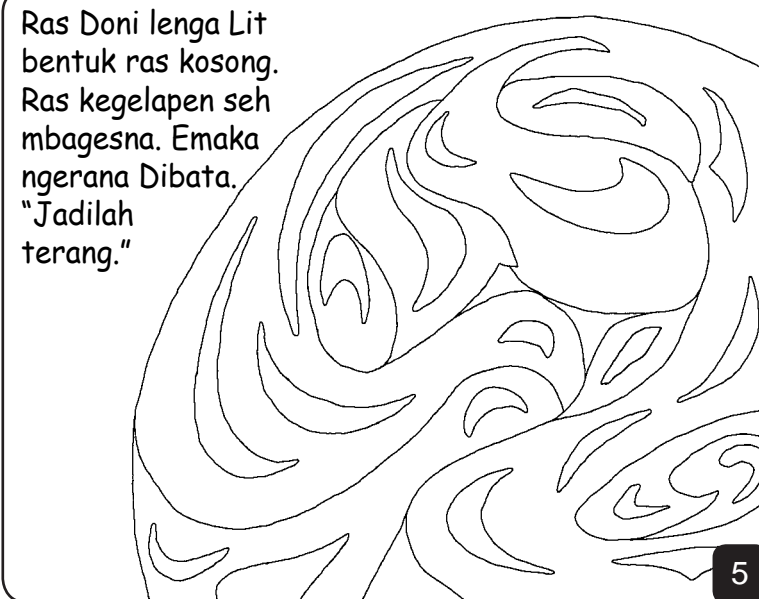 Ras Doni lenga Lit
bentuk ras kosong.
Ras kegelapen seh
mbagesna. Emaka
ngerana Dibata.
“Jadilah
terang.”
5